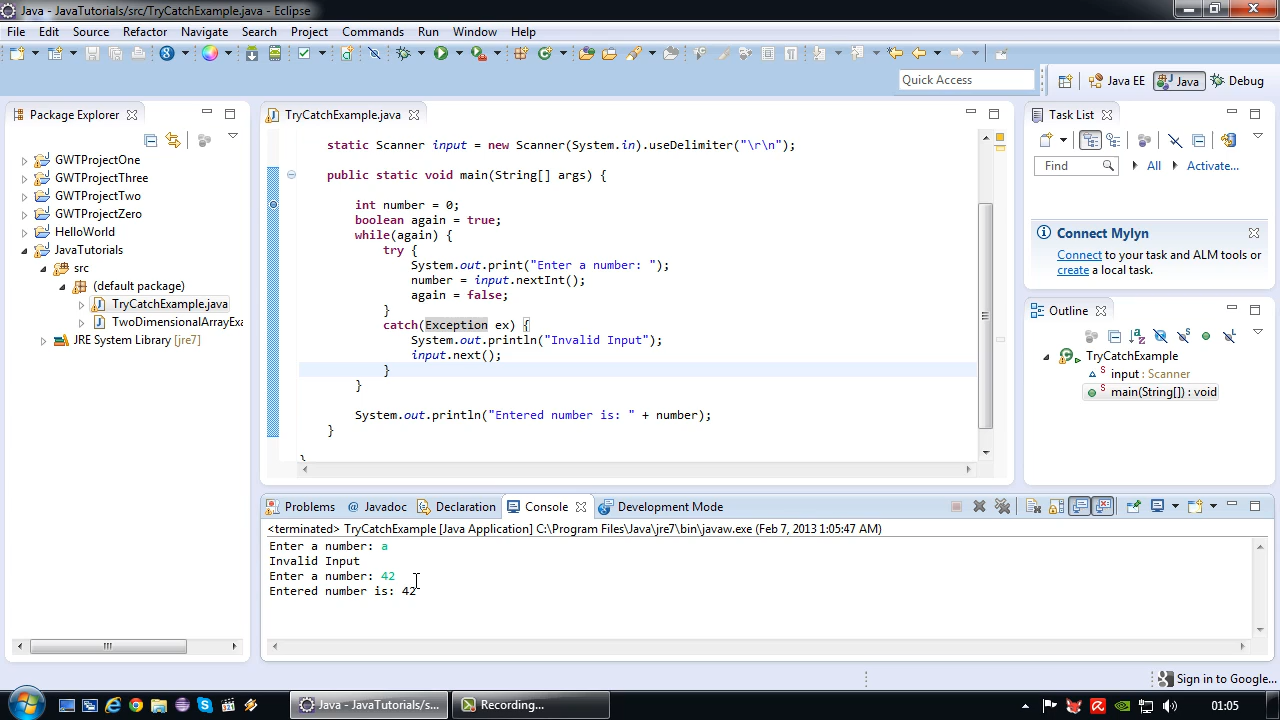 Java - JavaTutorials/src/TryCatchExample.java - Eclipse
File Edit Source Refactor Navigate Search Project Commands Run Window Help
Quick Access
Java EE Java Debug
Package Explorer
GWTProjectOne
GWTProjectThree
GWTProjectTwo
GWTProjectZero
HelloWorld
JavaTutorials
src
(default package)
TryCatchExample.java
TwoDimensionalArrayExa
JRE System Library [jre7]
TryCatchExample.java
static Scanner input = new Scanner(System.in).useDelimiter("\r\n");
public static void main(String[] args) {
int number = 0;
boolean again = true;
while(again) {
try {
System.out.print("Enter a number: ");
number = input.nextInt();
again = false;
}
catch(Exception ex) {
System.out.println("Invalid Input");
input.next();
}
}
System.out.println("Entered number is: " + number);
}
}
Task List
Find All Activate...
Connect Mylyn
Connect to your task and ALM tools or
create a local task.
Outline
TryCatchExample
input : Scanner
main(String[]) : void
Problems @ Javadoc Declaration Console Development Mode
<terminated> TryCatchExample [Java Application] C:\Program Files\Java\jre7\bin\javaw.exe (Feb 7, 2013 1:05:47 AM)
Enter a number: a
Invalid Input
Enter a number: 42
Entered number is: 42
Sign in to Google...
Java - JavaTutorials/s... Recording... 01:05